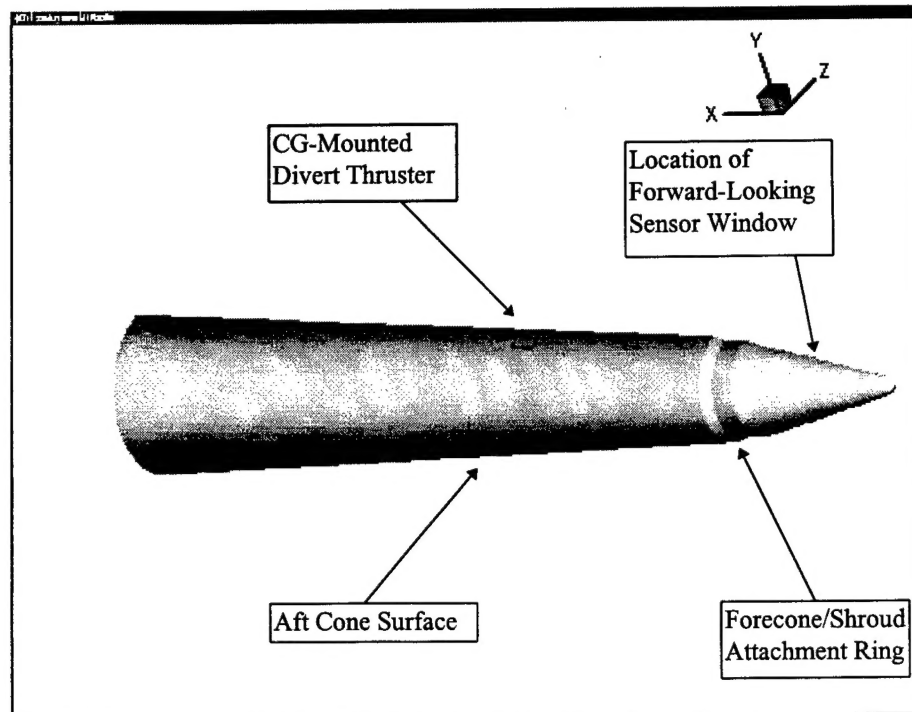 Y
Z
X
CG-Mounted
Divert Thruster
Location of
Forward-Looking
Sensor Window
Aft Cone Surface
Forecone/Shroud
Attachment Ring